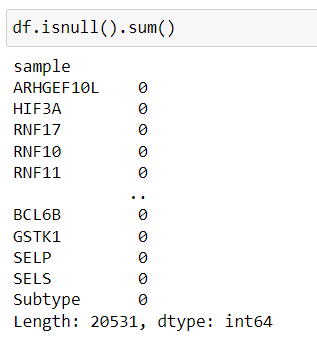 df.isnull().sum()
sample
ARHGEF10L 0
HIF3A 0
RNF17 0
RNF10 0
RNF11 0
..
BCL6B 0
GSTK1 0
SELP 0
SELS 0
Subtype 0
Length: 20531, dtype: int64